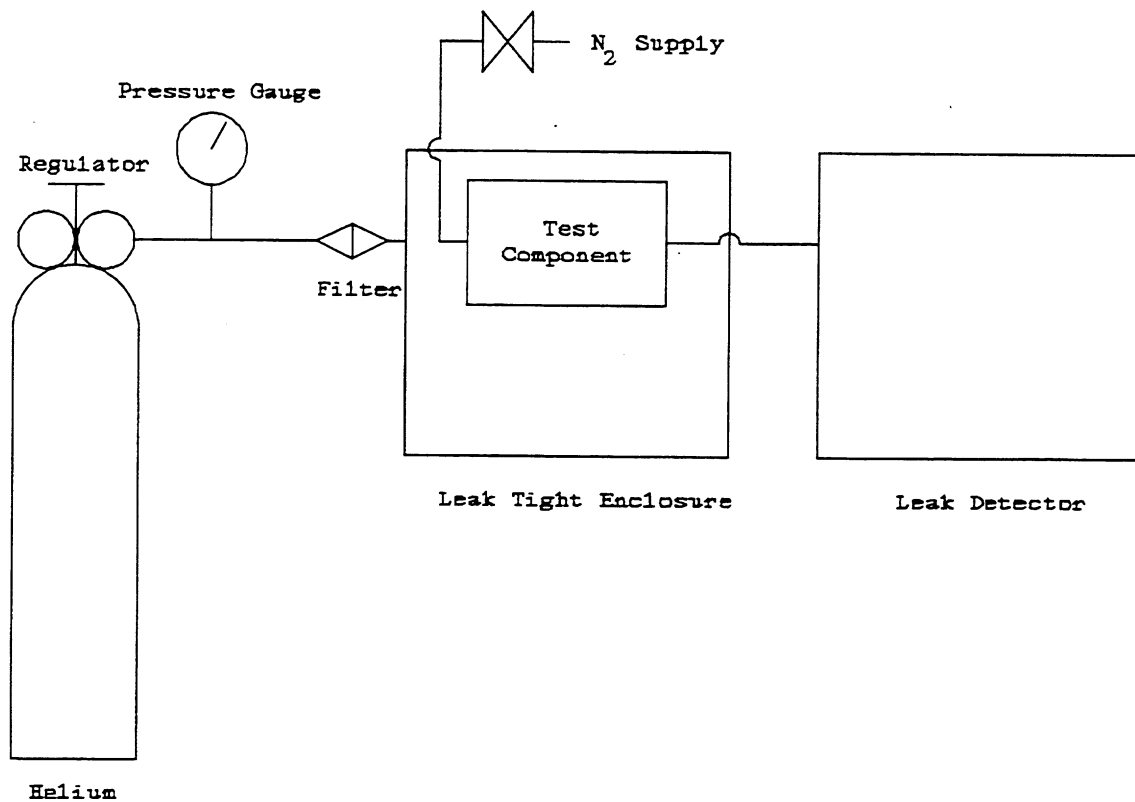 N2 Supply
Pressure Gauge
Regulator
Test
Component
Filter
Leak Tight Enclosure
Leak Detector
Helium